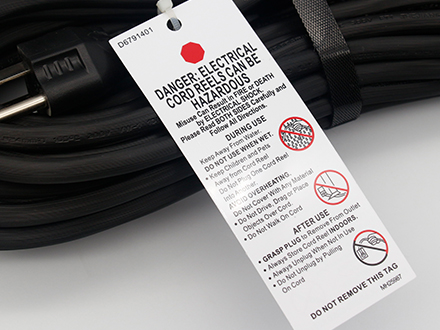 D6791401
DANGER: ELECTRICAL
CORD REELS CAN BE
HAZARDOUS
Misuse Can Result in FIRE or DEATH
by ELECTRICAL SHOCK.
Please Read BOTH SIDES Carefully and
Follow All Directions.
DURING USE
Keep Away From Water.
DO NOT USE WHEN WET.
• Keep Children and Pets
Away from Cord Reel
Do Not Plug One Cord Reel
Into Another.
AVOID OVERHEATING.
Do Not Cover With Any Material
• Do Not Drive, Drag or Place
Objects Over Cord.
• Do Not Walk On Cord
AFTER USE
• GRASP PLUG to Remove From Outlet
• Always Store Cord Reel INDOORS.
• Always Unplug When Not In Use
• Do Not Unplug by Pulling
On Cord
DO NOT REMOVE THIS TAG